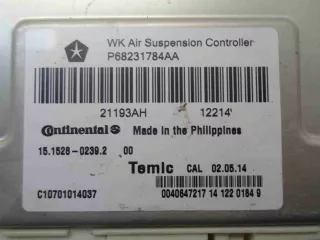 WK Air Suspension Controller
P68231784AA
21193AH 12214'
Continental Made in the Philippines
15.1528-0239.2 00
Temic CAL 02.05.14
C10701014037 0040647217 14 122 0184 9